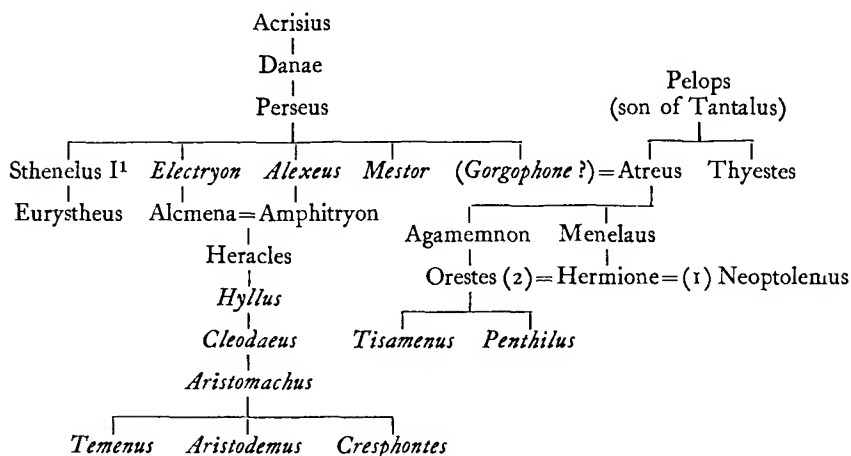 Acrisius
Danae
Perseus
Pelops
(son of Tantalus)
Sthenelus I¹ Electryon Alexeus Mestor (Gorgophone ?) = Atreus Thyestes
Eurystheus Alcmena = Amphitryon
Agamemnon Menelaus
Heracles
Orestes (2) = Hermione = (1) Neoptolemus
Hyllus
Cleodaeus
Tisamenus Penthilus
Aristomachus
Temenus Aristodemus Cresphontes